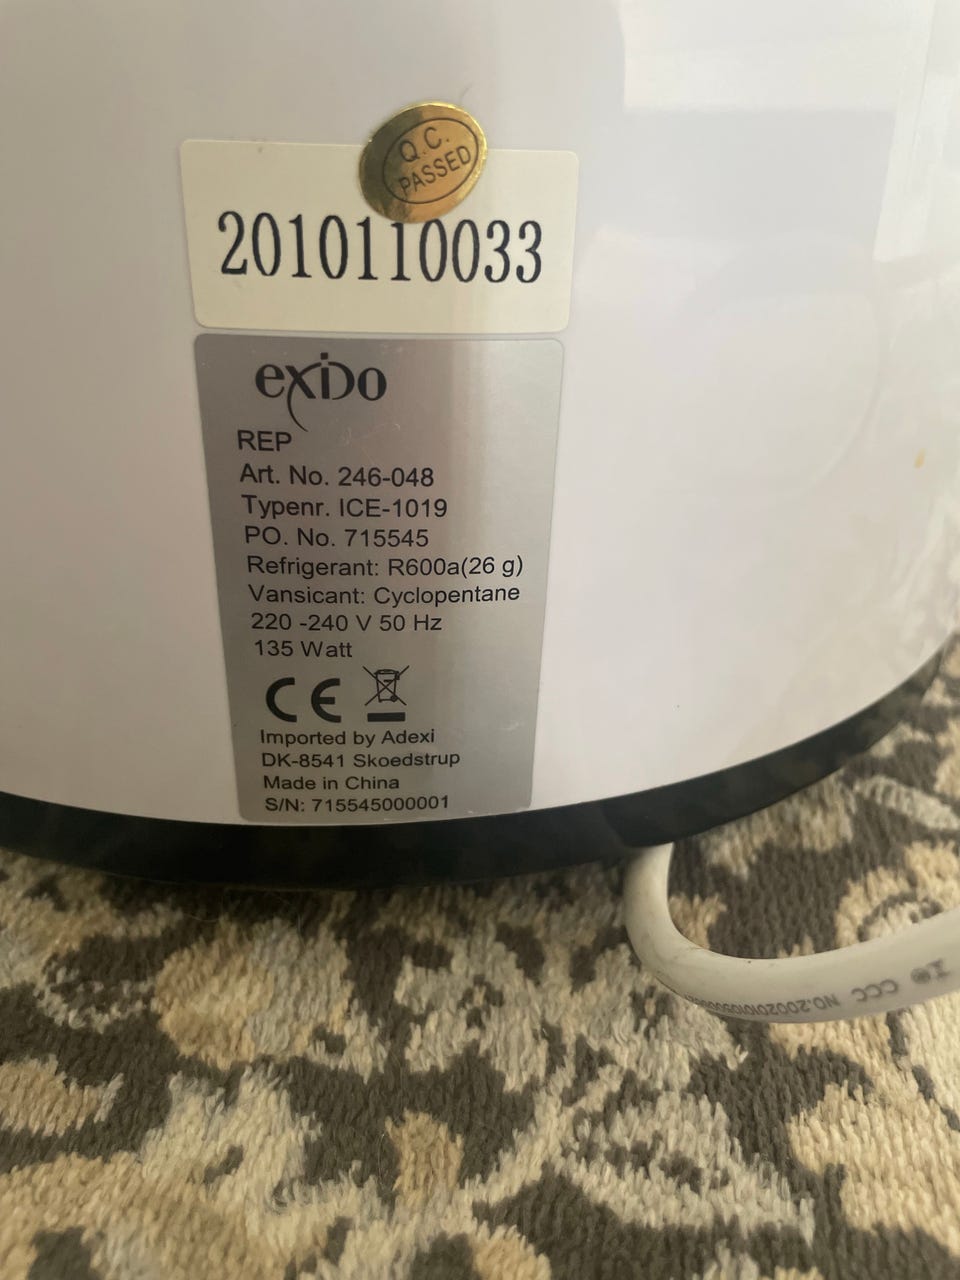 Q.C.
PASSED
2010110033
exido
REP
Art. No. 246-048
Typenr. ICE-1019
PO. No. 715545
Refrigerant: R600a(26 g)
Vansicant: Cyclopentane
220 -240 V 50 Hz
135 Watt
CE
Imported by Adexi
DK-8541 Skoedstrup
Made in China
S/N: 715545000001
CCC